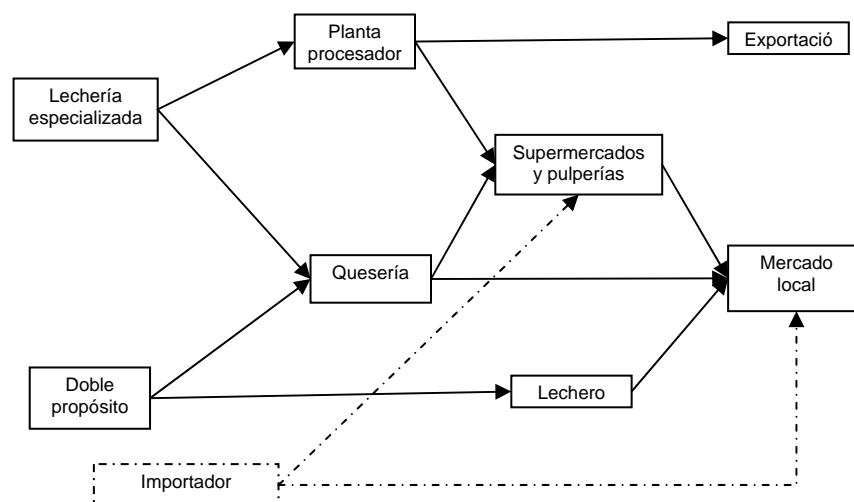 Planta
procesador
Exportació
Lechería
especializada
Supermercados
y pulperías
Quesería
Mercado
local
Doble
propósito
Lechero
Importador